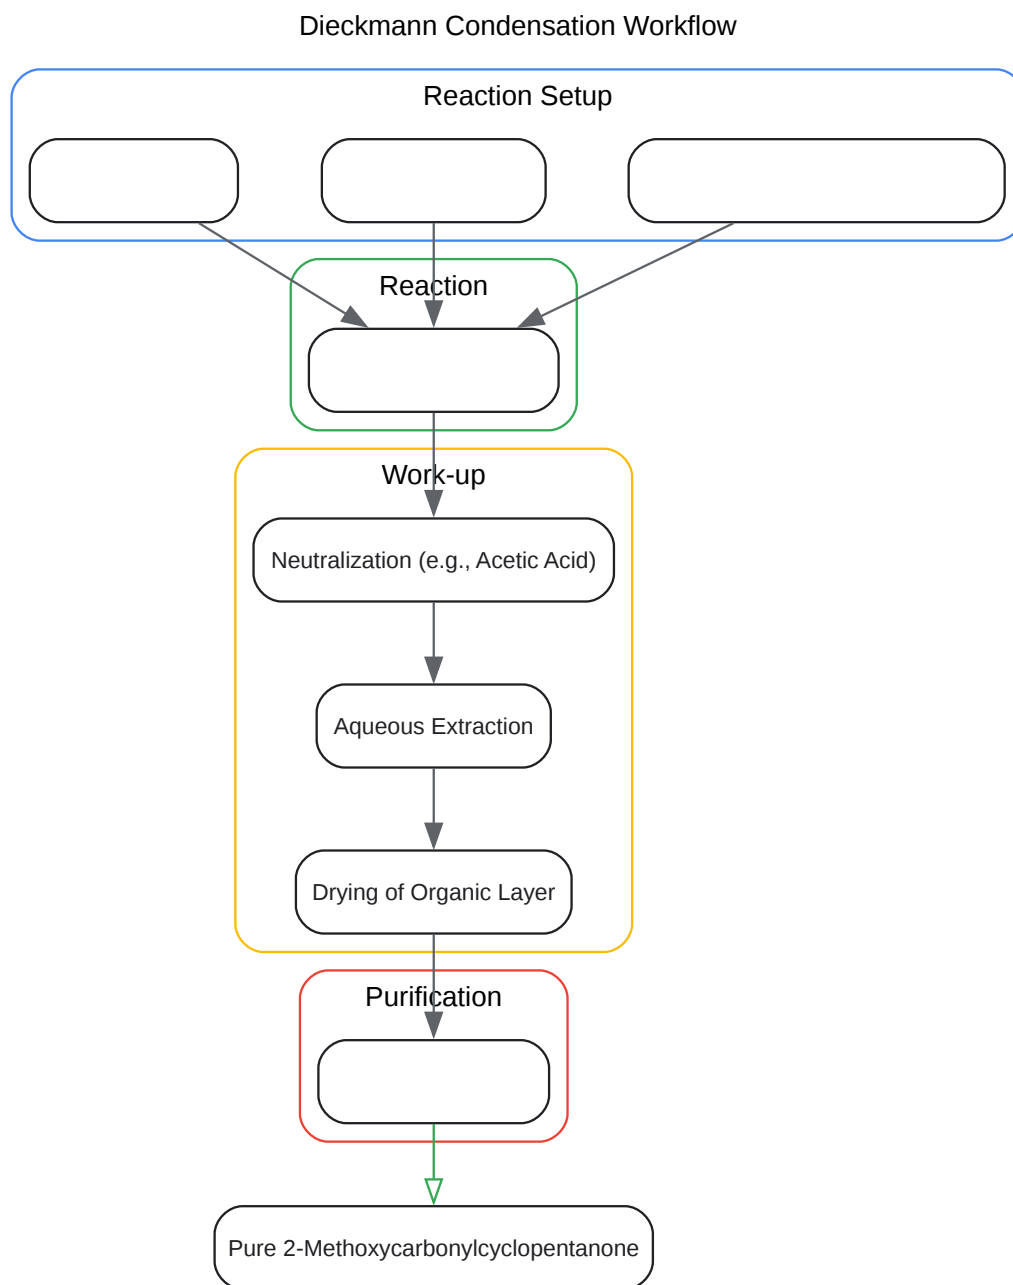 Dieckmann Condensation Workflow
Reaction Setup
Reaction
Work-up
Neutralization (e.g., Acetic Acid)
Aqueous Extraction
Drying of Organic Layer
Purification
Pure 2-Methoxycarbonylcyclopentanone